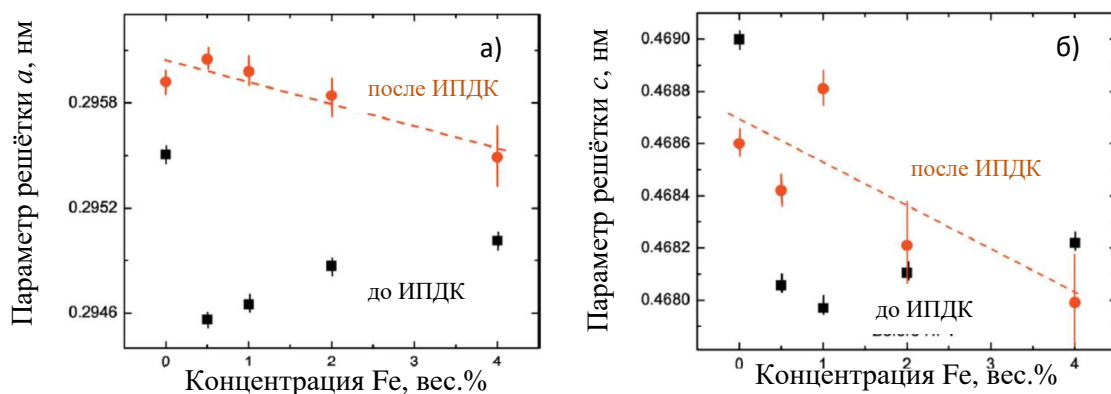 а)
Параметр решётки a, нм
0.2958
0.2952
0.2946
после ИПДК
до ИПДК
0 1 2 3 4
Концентрация Fe, вес.%
б)
Параметр решётки c, нм
0.4690
0.4688
0.4686
0.4684
0.4682
0.4680
после ИПДК
до ИПДК
0 1 2 3 4
Концентрация Fe, вес.%